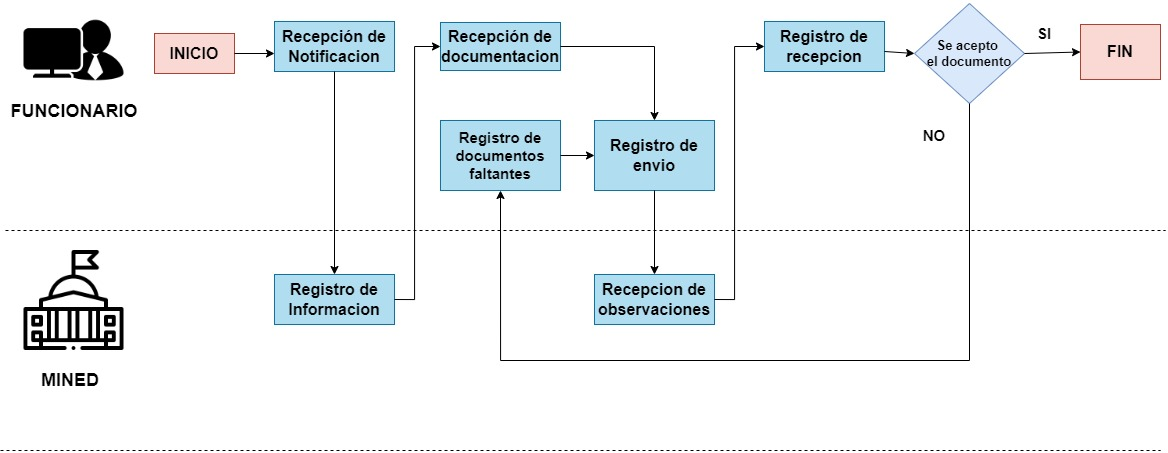 FUNCIONARIO
INICIO
Recepción de
Notificacion
Recepción de
documentacion
Registro de
recepcion
Se acepto
el documento
SI
FIN
NO
Registro de
documentos
faltantes
Registro de
envio
MINED
Registro de
Informacion
Recepcion de
observaciones